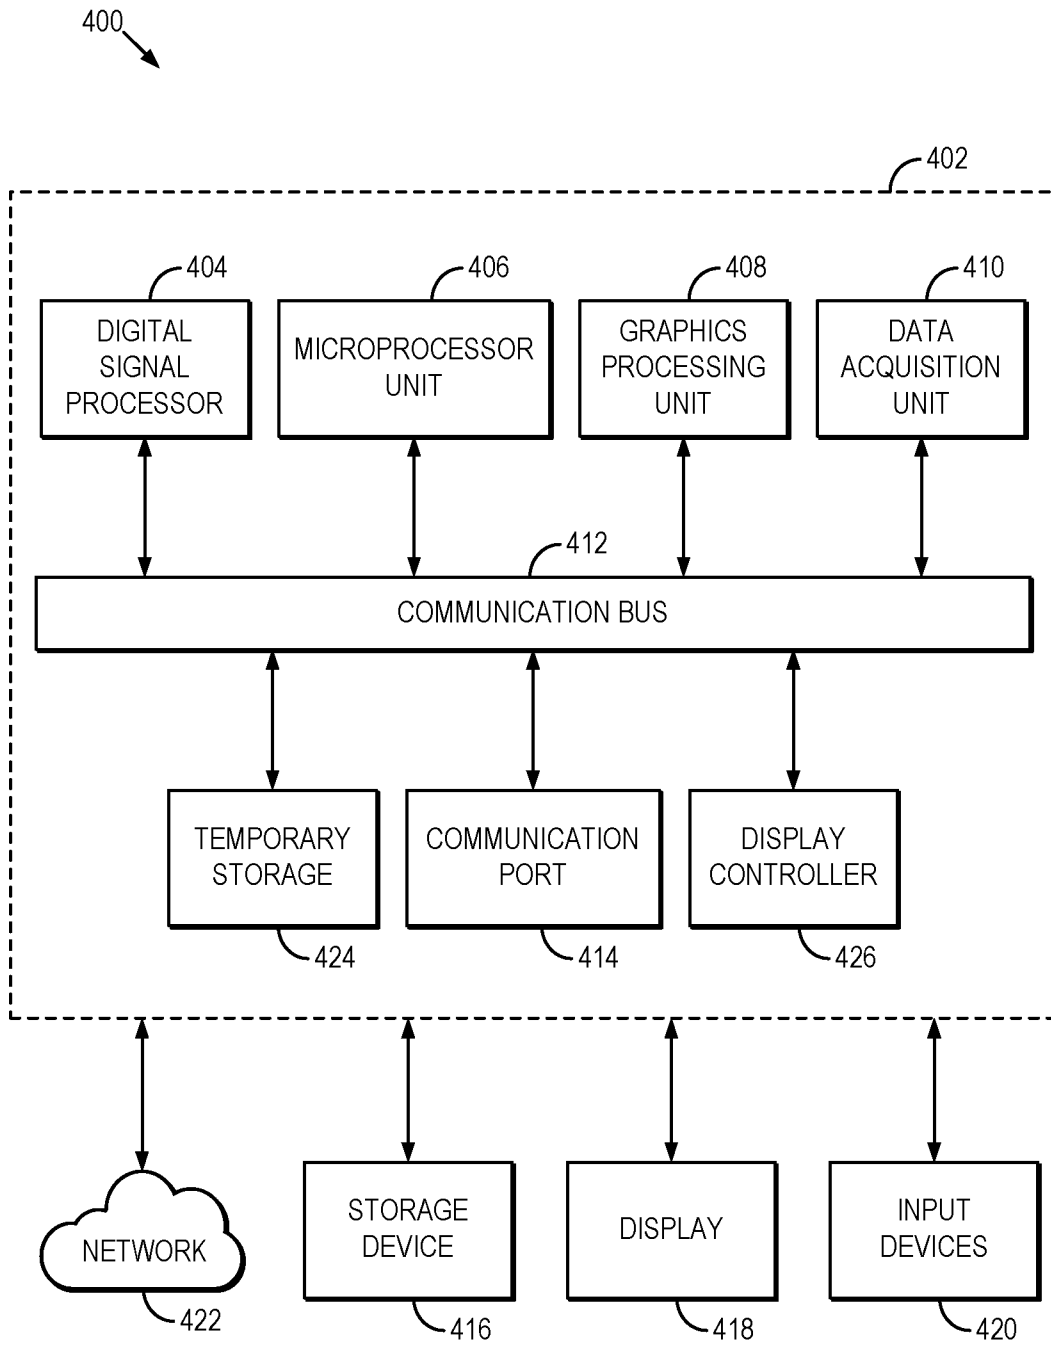 400
402
404
406
408
410
DIGITAL
SIGNAL
PROCESSOR
MICROPROCESSOR
UNIT
GRAPHICS
PROCESSING
UNIT
DATA
ACQUISITION
UNIT
412
COMMUNICATION BUS
TEMPORARY
STORAGE
COMMUNICATION
PORT
DISPLAY
CONTROLLER
424
414
426
NETWORK
STORAGE
DEVICE
DISPLAY
INPUT
DEVICES
422
416
418
420